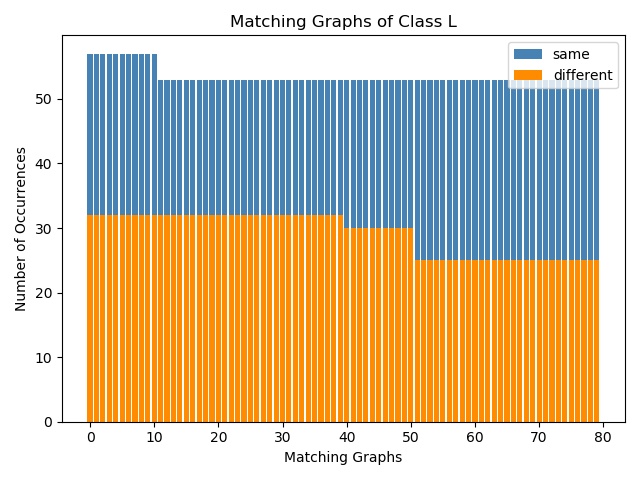 Matching Graphs of Class L
same
different
Number of Occurrences
50
40
30
20
10
0
0 10 20 30 40 50 60 70 80
Matching Graphs